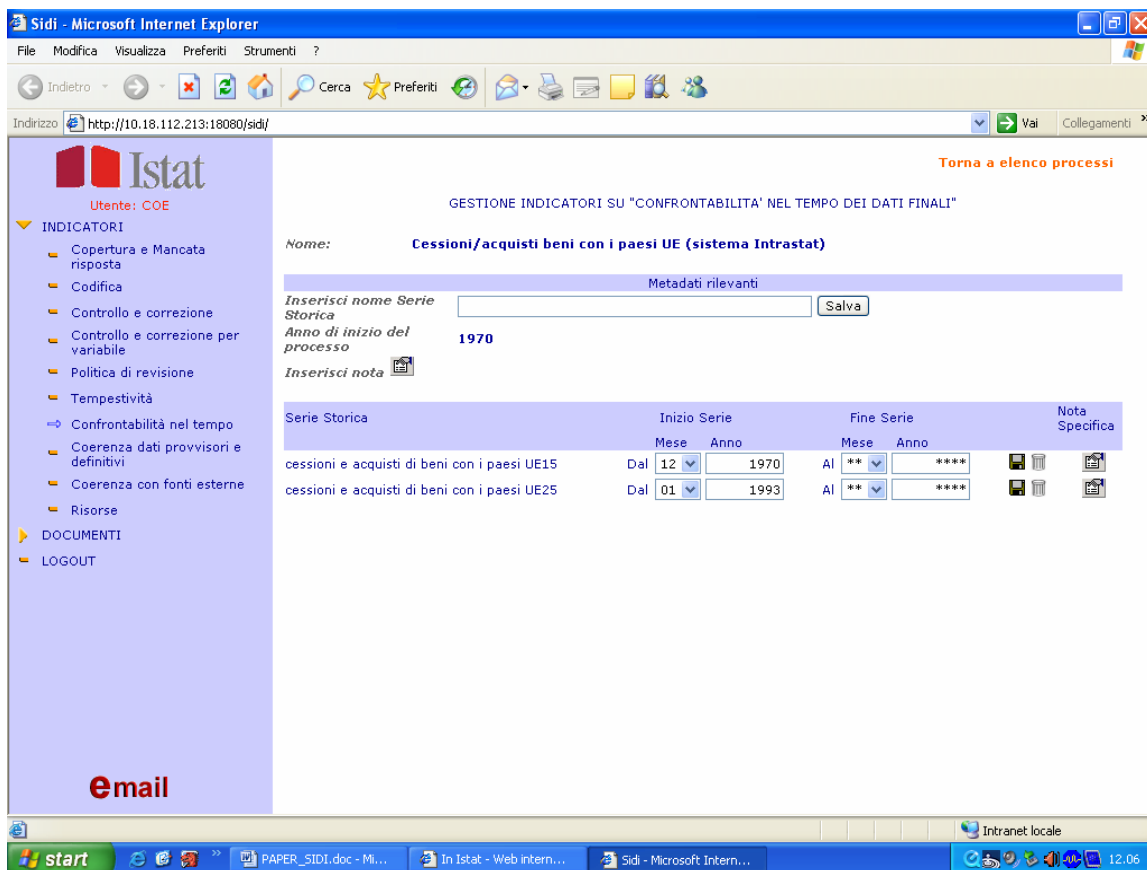 Sidi - Microsoft Internet Explorer
File Modifica Visualizza Preferiti Strumenti ?
Indietro Cerca Preferiti
Indirizzo http://10.18.112.213:18080/sidi/ Vai Collegamenti »
Istat
Utente: COE
INDICATORI
Copertura e Mancata
risposta
Codifica
Controllo e correzione
Controllo e correzione per
variabile
Politica di revisione
Tempestività
Confrontabilità nel tempo
Coerenza dati provvisori e
definitivi
Coerenza con fonti esterne
Risorse
DOCUMENTI
LOGOUT
email
Torna a elenco processi
GESTIONE INDICATORI SU "CONFRONTABILITA' NEL TEMPO DEI DATI FINALI"
Nome: Cessioni/acquisti beni con i paesi UE (sistema Intrastat)
Metadati rilevanti
Inserisci nome Serie
Storica
Salva
Anno di inizio del
processo
1970
Inserisci nota
Serie Storica Inizio Serie Fine Serie Nota
Specifica
Mese Anno Mese Anno
cessioni e acquisti di beni con i paesi UE15 Dal 12 1970 Al ** ****
cessioni e acquisti di beni con i paesi UE25 Dal 01 1993 Al ** ****
Intranet locale
start » PAPER_SIDI.doc - Mi... In Istat - Web intern... Sidi - Microsoft Intern... 12.06